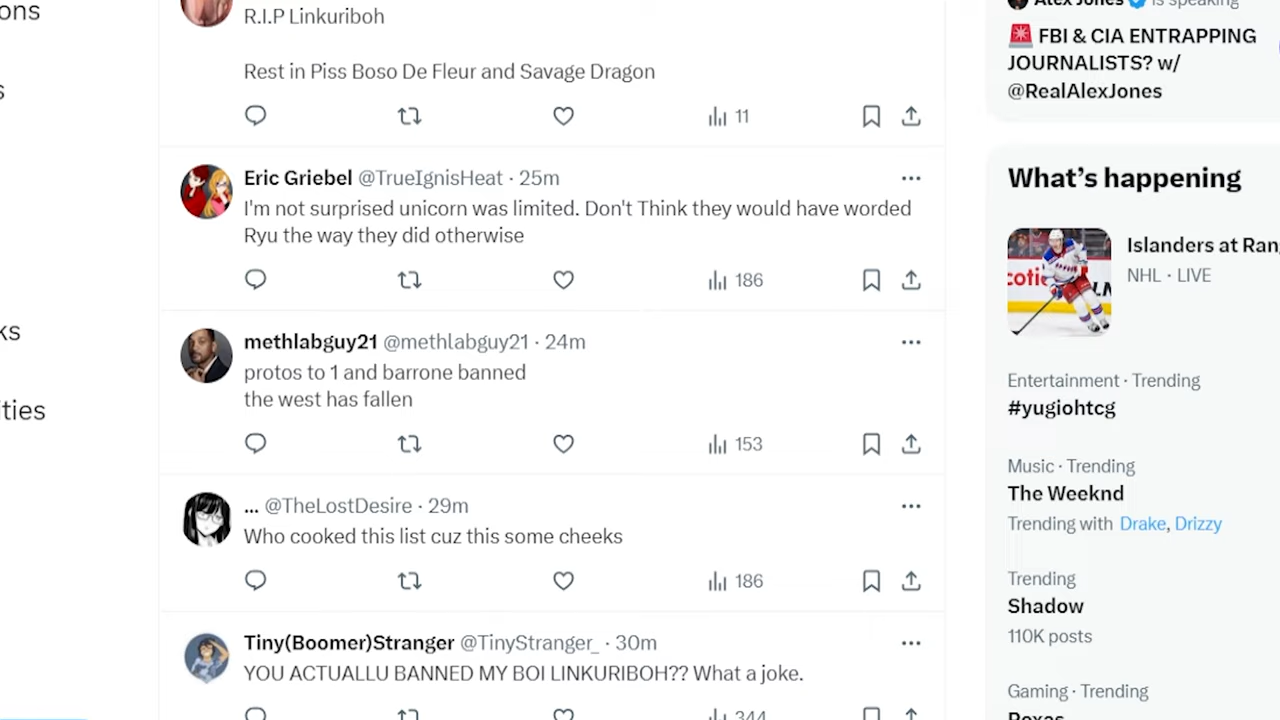 ons
s
ks
ities
R.I.P Linkuriboh
Rest in Piss Boso De Fleur and Savage Dragon
11
Eric Griebel @TrueIgnisHeat · 25m
I'm not surprised unicorn was limited. Don't Think they would have worded
Ryu the way they did otherwise
186
methlabguy21 @methlabguy21 · 24m
protos to 1 and barrone banned
the west has fallen
153
... @TheLostDesire · 29m
Who cooked this list cuz this some cheeks
186
Tiny(Boomer)Stranger @TinyStranger_ · 30m
YOU ACTUALLU BANNED MY BOI LINKURIBOH?? What a joke.
344
Alex Jones is speaking
🚨 FBI & CIA ENTRAPPING
JOURNALISTS? w/
@RealAlexJones
What's happening
Islanders at Ran
NHL · LIVE
Entertainment · Trending
#yugiohtcg
Music · Trending
The Weeknd
Trending with Drake, Drizzy
Trending
Shadow
110K posts
Gaming · Trending